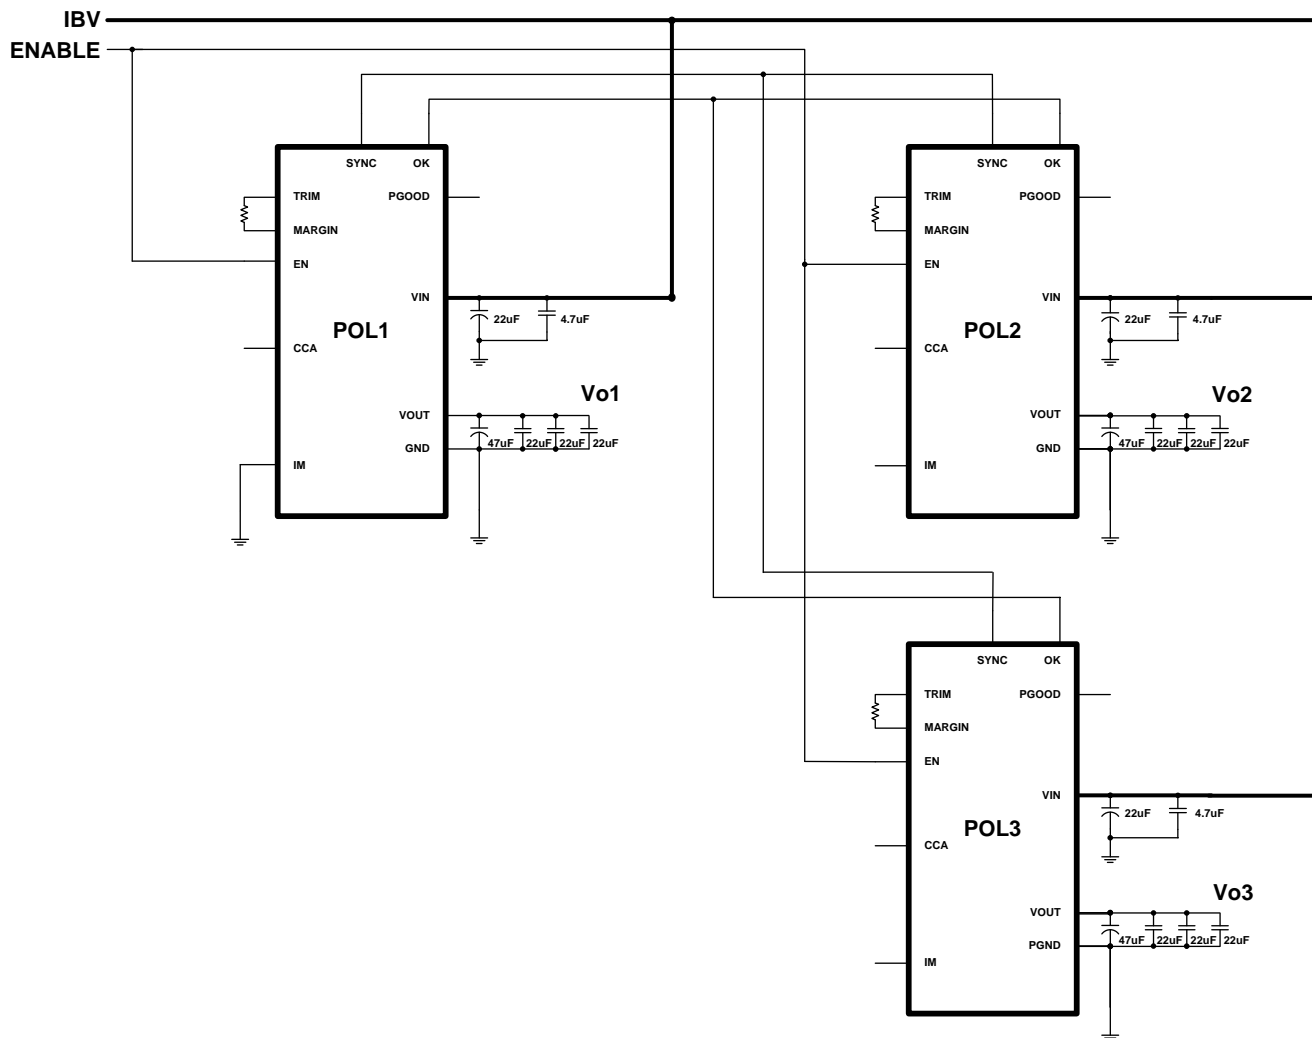 IBV
ENABLE
SYNC OK
TRIM PGOOD
MARGIN
EN
VIN
22uF 4.7uF
POL1
CCA
Vo1
VOUT
47uF 22uF 22uF 22uF
GND
IM
SYNC OK
TRIM PGOOD
MARGIN
EN
VIN
22uF 4.7uF
POL2
CCA
Vo2
VOUT
47uF 22uF 22uF 22uF
GND
IM
SYNC OK
TRIM PGOOD
MARGIN
EN
VIN
22uF 4.7uF
POL3
CCA
Vo3
VOUT
47uF 22uF 22uF 22uF
PGND
IM